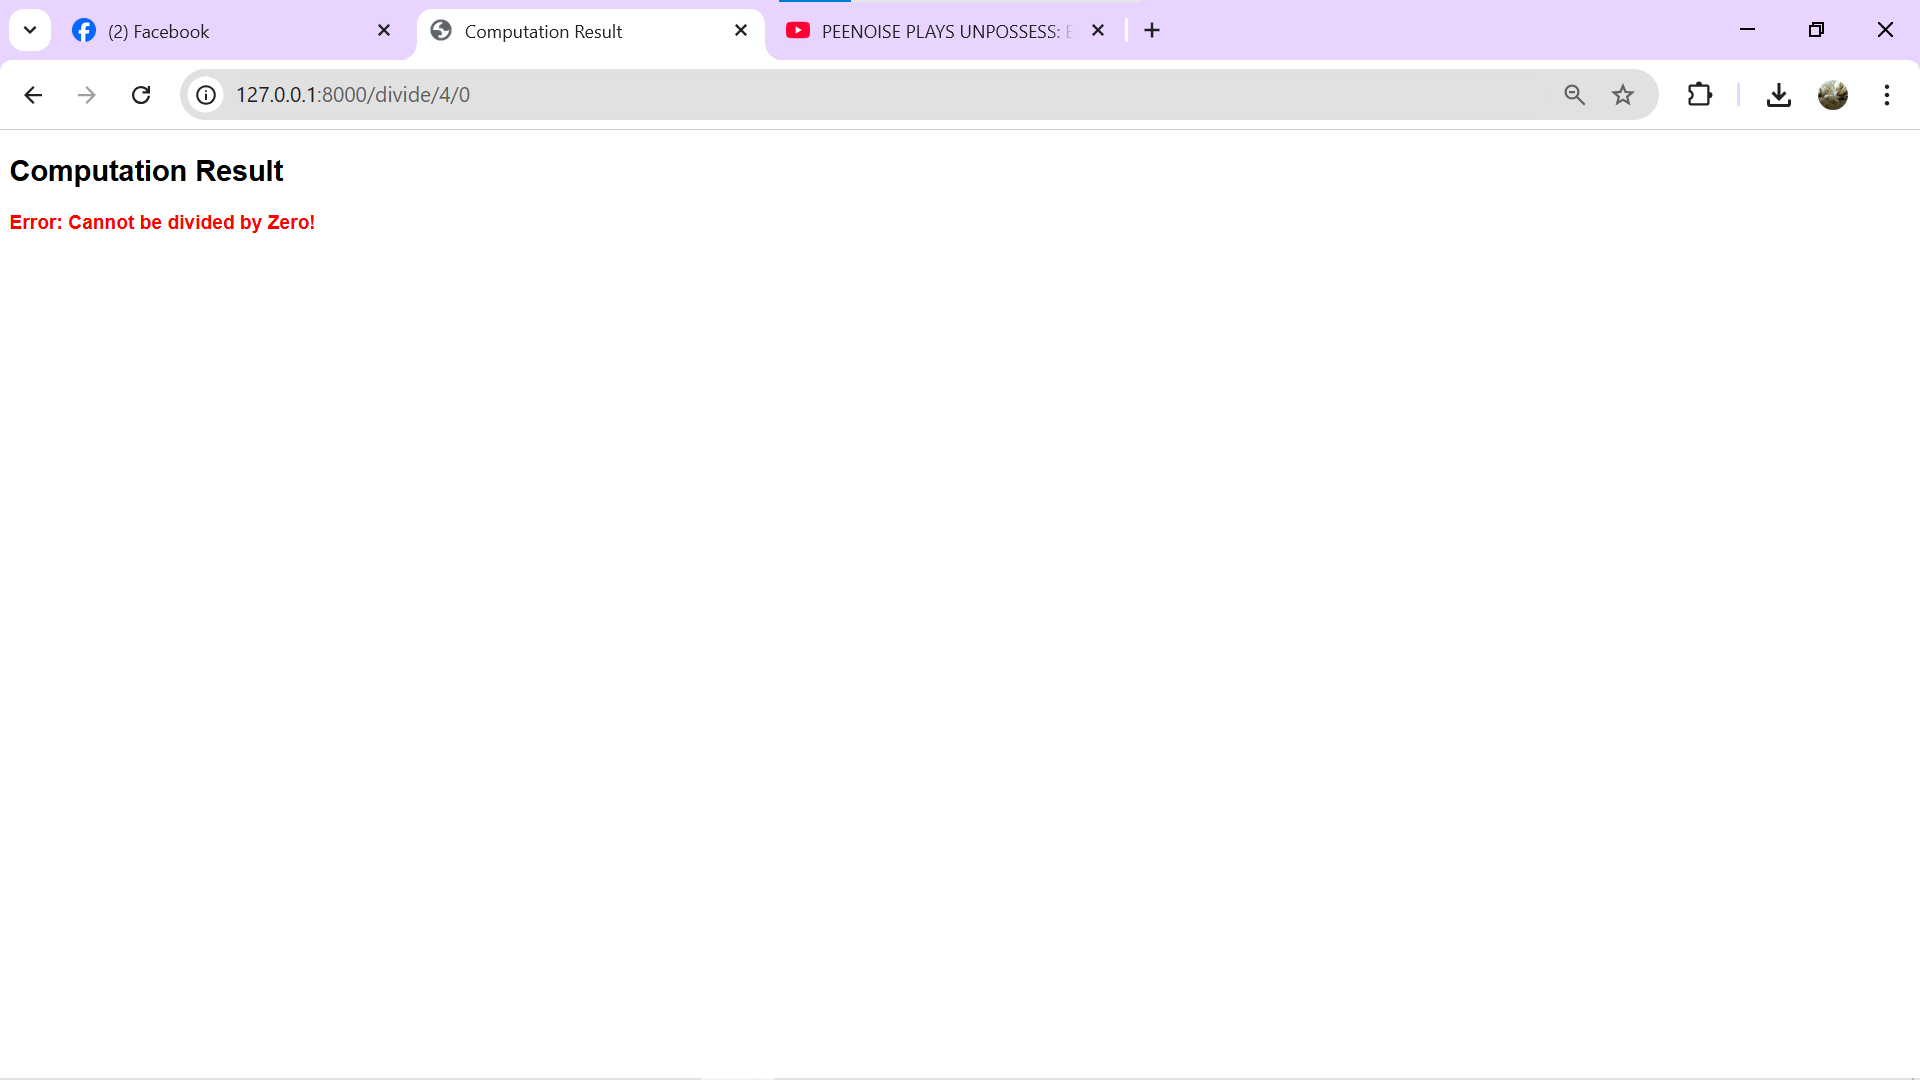 (2) Facebook
Computation Result
PEENOISE PLAYS UNPOSSESS:
127.0.0.1:8000/divide/4/0
Computation Result
Error: Cannot be divided by Zero!